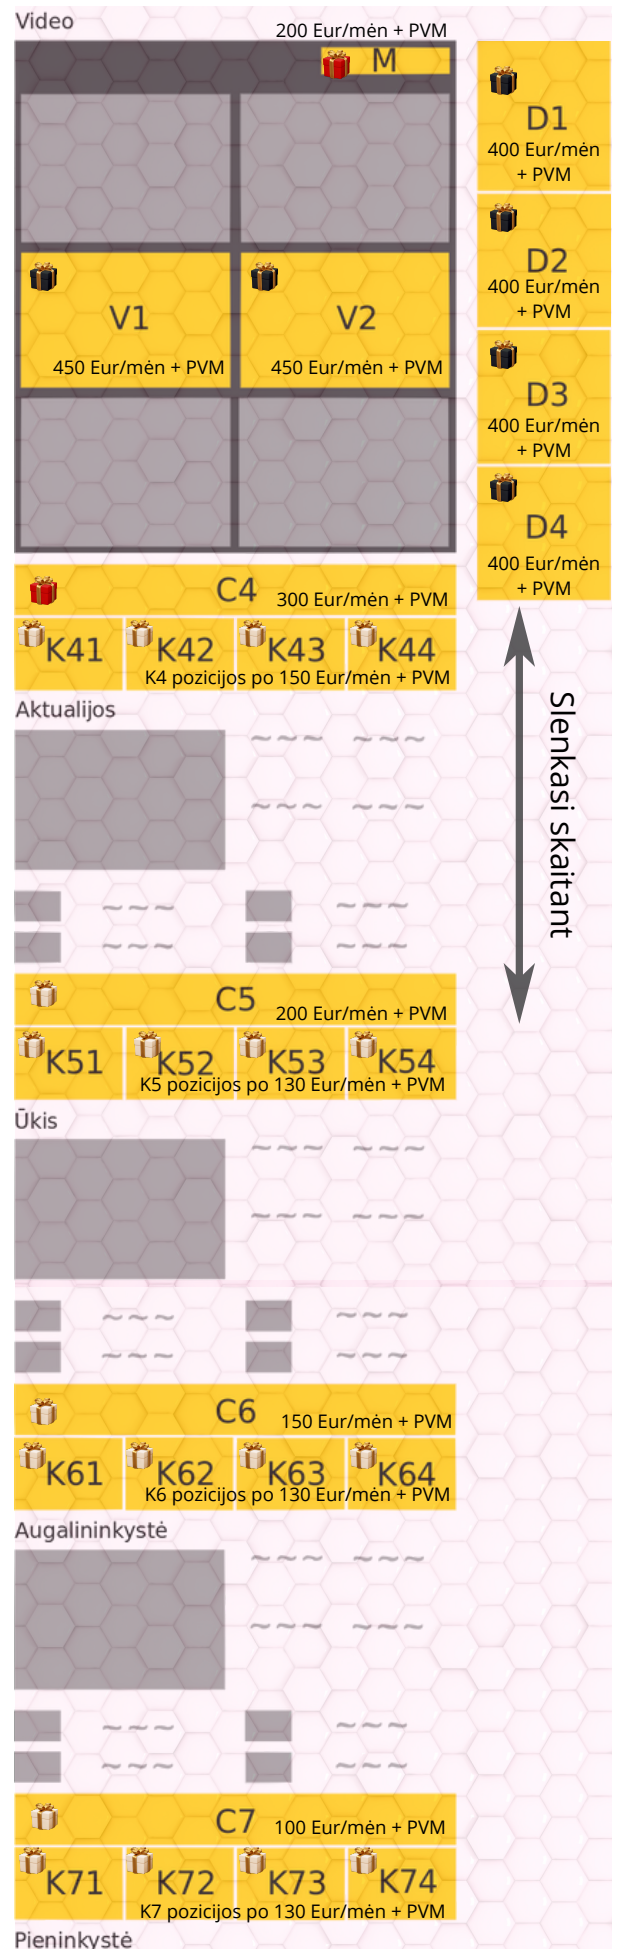 Video
200 Eur/mėn + PVM
M
D1
400 Eur/mėn
+ PVM
D2
400 Eur/mėn
+ PVM
V1
V2
450 Eur/mėn + PVM
450 Eur/mėn + PVM
D3
400 Eur/mėn
+ PVM
D4
400 Eur/mėn
+ PVM
C4
300 Eur/mėn + PVM
K41
K42
K43
K44
K4 pozicijos po 150 Eur/mėn + PVM
Slenkasi skaitant
Aktualijos
C5
200 Eur/mėn + PVM
K51
K52
K53
K54
K5 pozicijos po 130 Eur/mėn + PVM
Ūkis
C6
150 Eur/mėn + PVM
K61
K62
K63
K64
K6 pozicijos po 130 Eur/mėn + PVM
Augalininkystė
C7
100 Eur/mėn + PVM
K71
K72
K73
K74
K7 pozicijos po 130 Eur/mėn + PVM
Pieninkystė